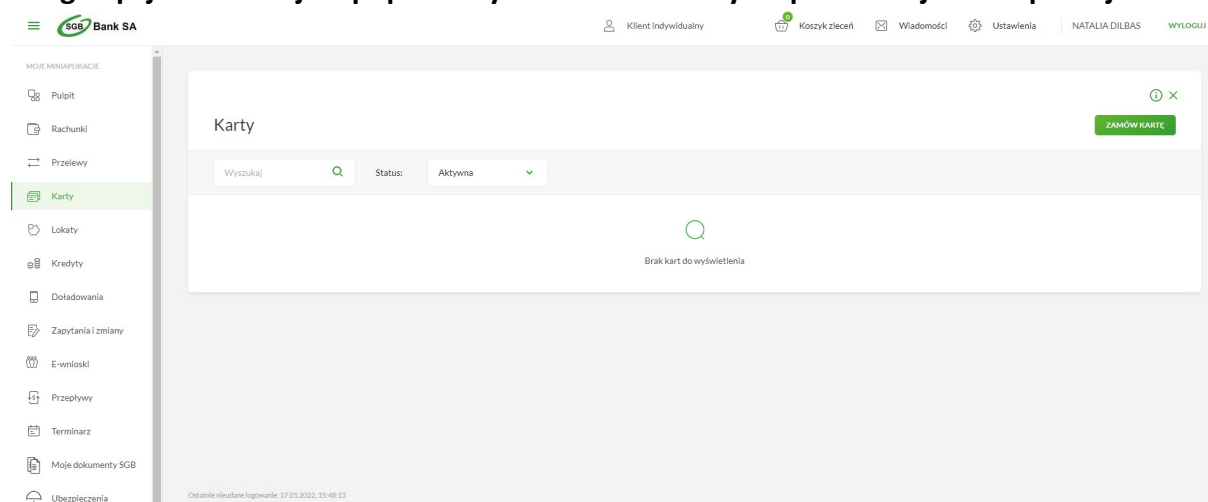 SGB Bank SA
Klient indywidualny
0
Koszyk zleceń
Wiadomości
Ustawienia
NATALIA DILBAS
WYLOGUJ
MOJE MINIAPLIKACJE
Pulpit
Rachunki
Przelewy
Karty
Lokaty
Kredyty
Doładowania
Zapytania i zmiany
E-wnioski
Przepływy
Terminarz
Moje dokumenty SGB
Ubezpieczenia
Karty
ZAMÓW KARTĘ
Wyszukaj
Status:
Aktywna
Brak kart do wyświetlenia
Ostatnie nieudane logowanie: 17.01.2022, 15:48:13